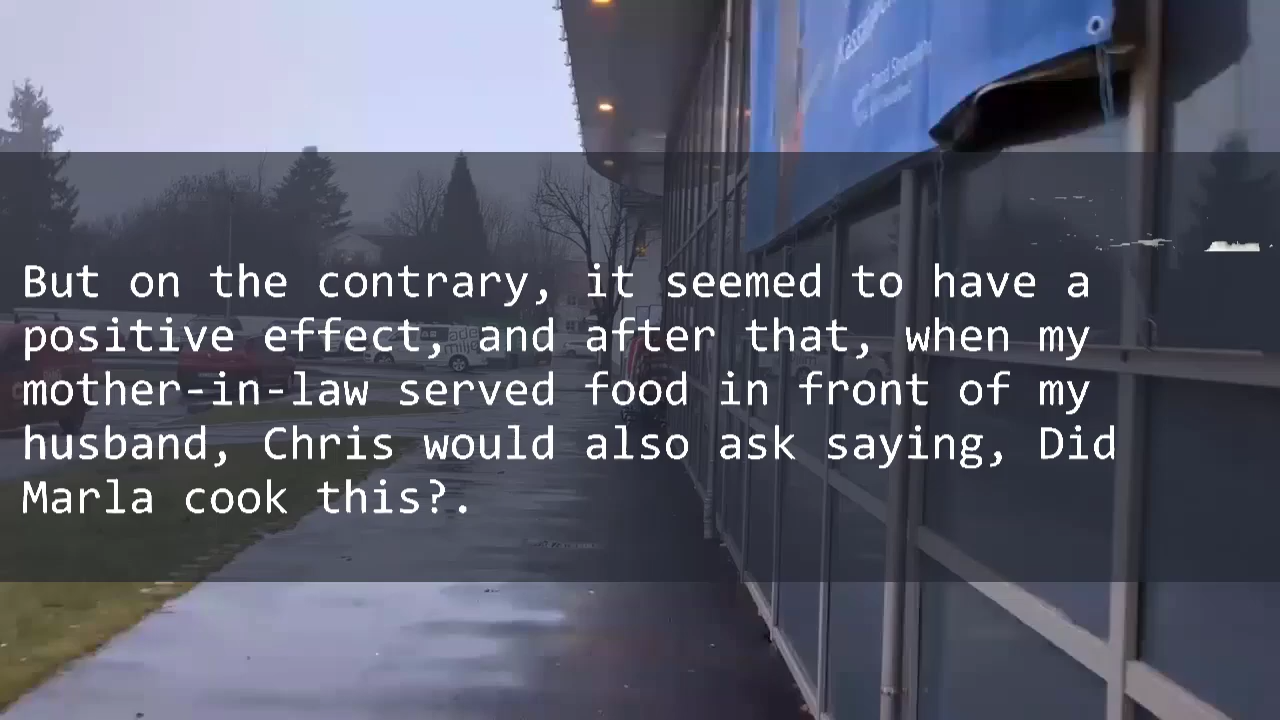 But on the contrary, it seemed to have a
positive effect, and after that, when my
mother-in-law served food in front of my
husband, Chris would also ask saying, Did
Marla cook this?.